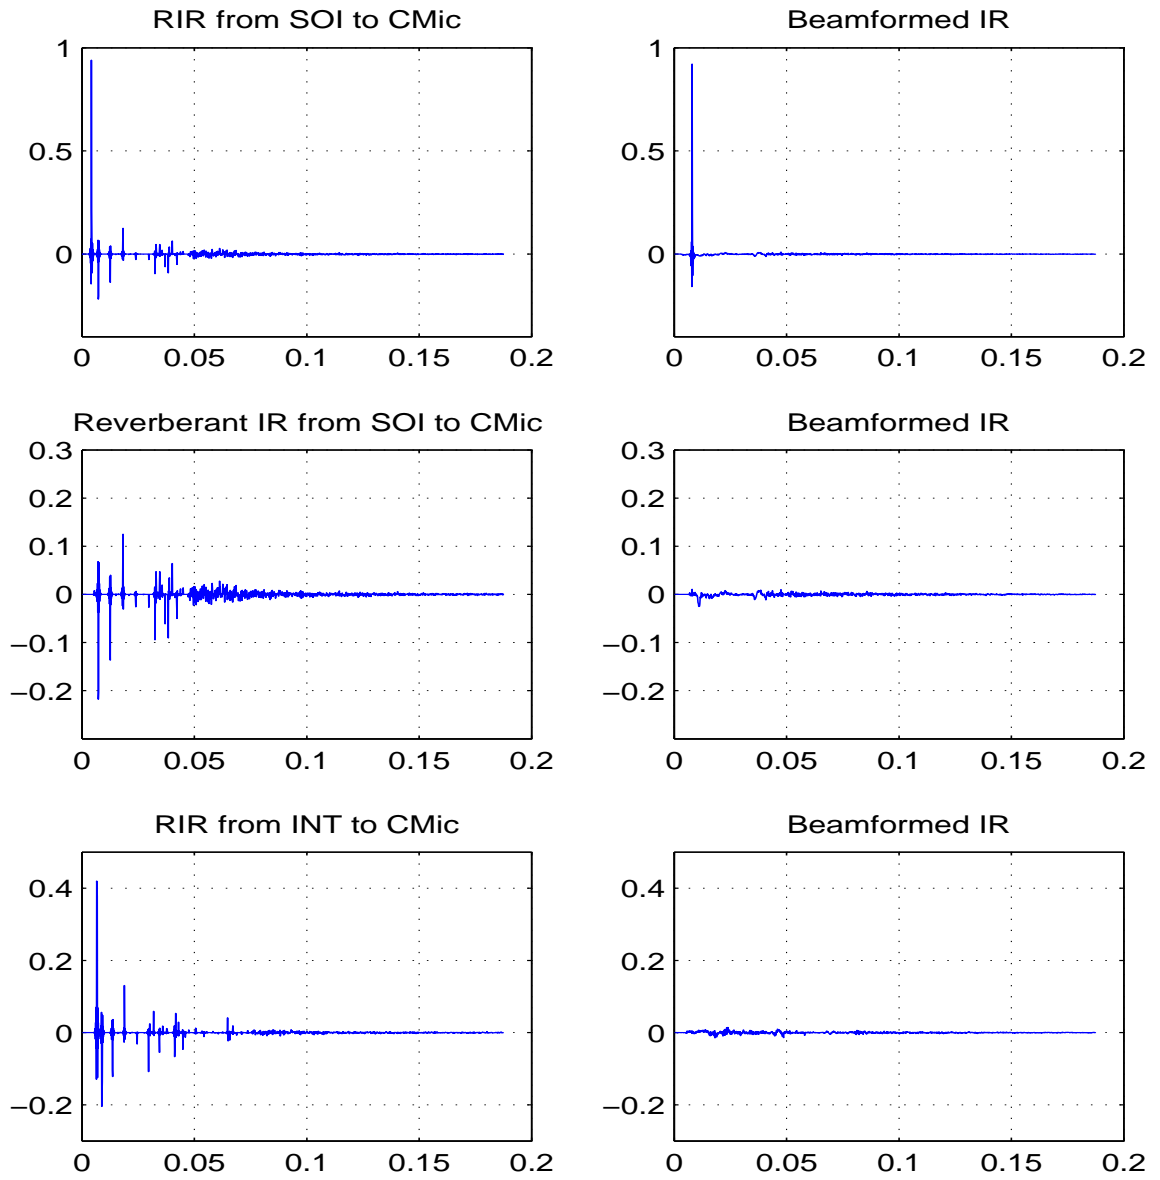 RIR from SOI to CMic
1
0.5
0
0 0.05 0.1 0.15 0.2
Beamformed IR
1
0.5
0
0 0.05 0.1 0.15 0.2
Reverberant IR from SOI to CMic
0.3
0.2
0.1
0
−0.1
−0.2
0 0.05 0.1 0.15 0.2
Beamformed IR
0.3
0.2
0.1
0
−0.1
−0.2
0 0.05 0.1 0.15 0.2
RIR from INT to CMic
0.4
0.2
0
−0.2
0 0.05 0.1 0.15 0.2
Beamformed IR
0.4
0.2
0
−0.2
0 0.05 0.1 0.15 0.2